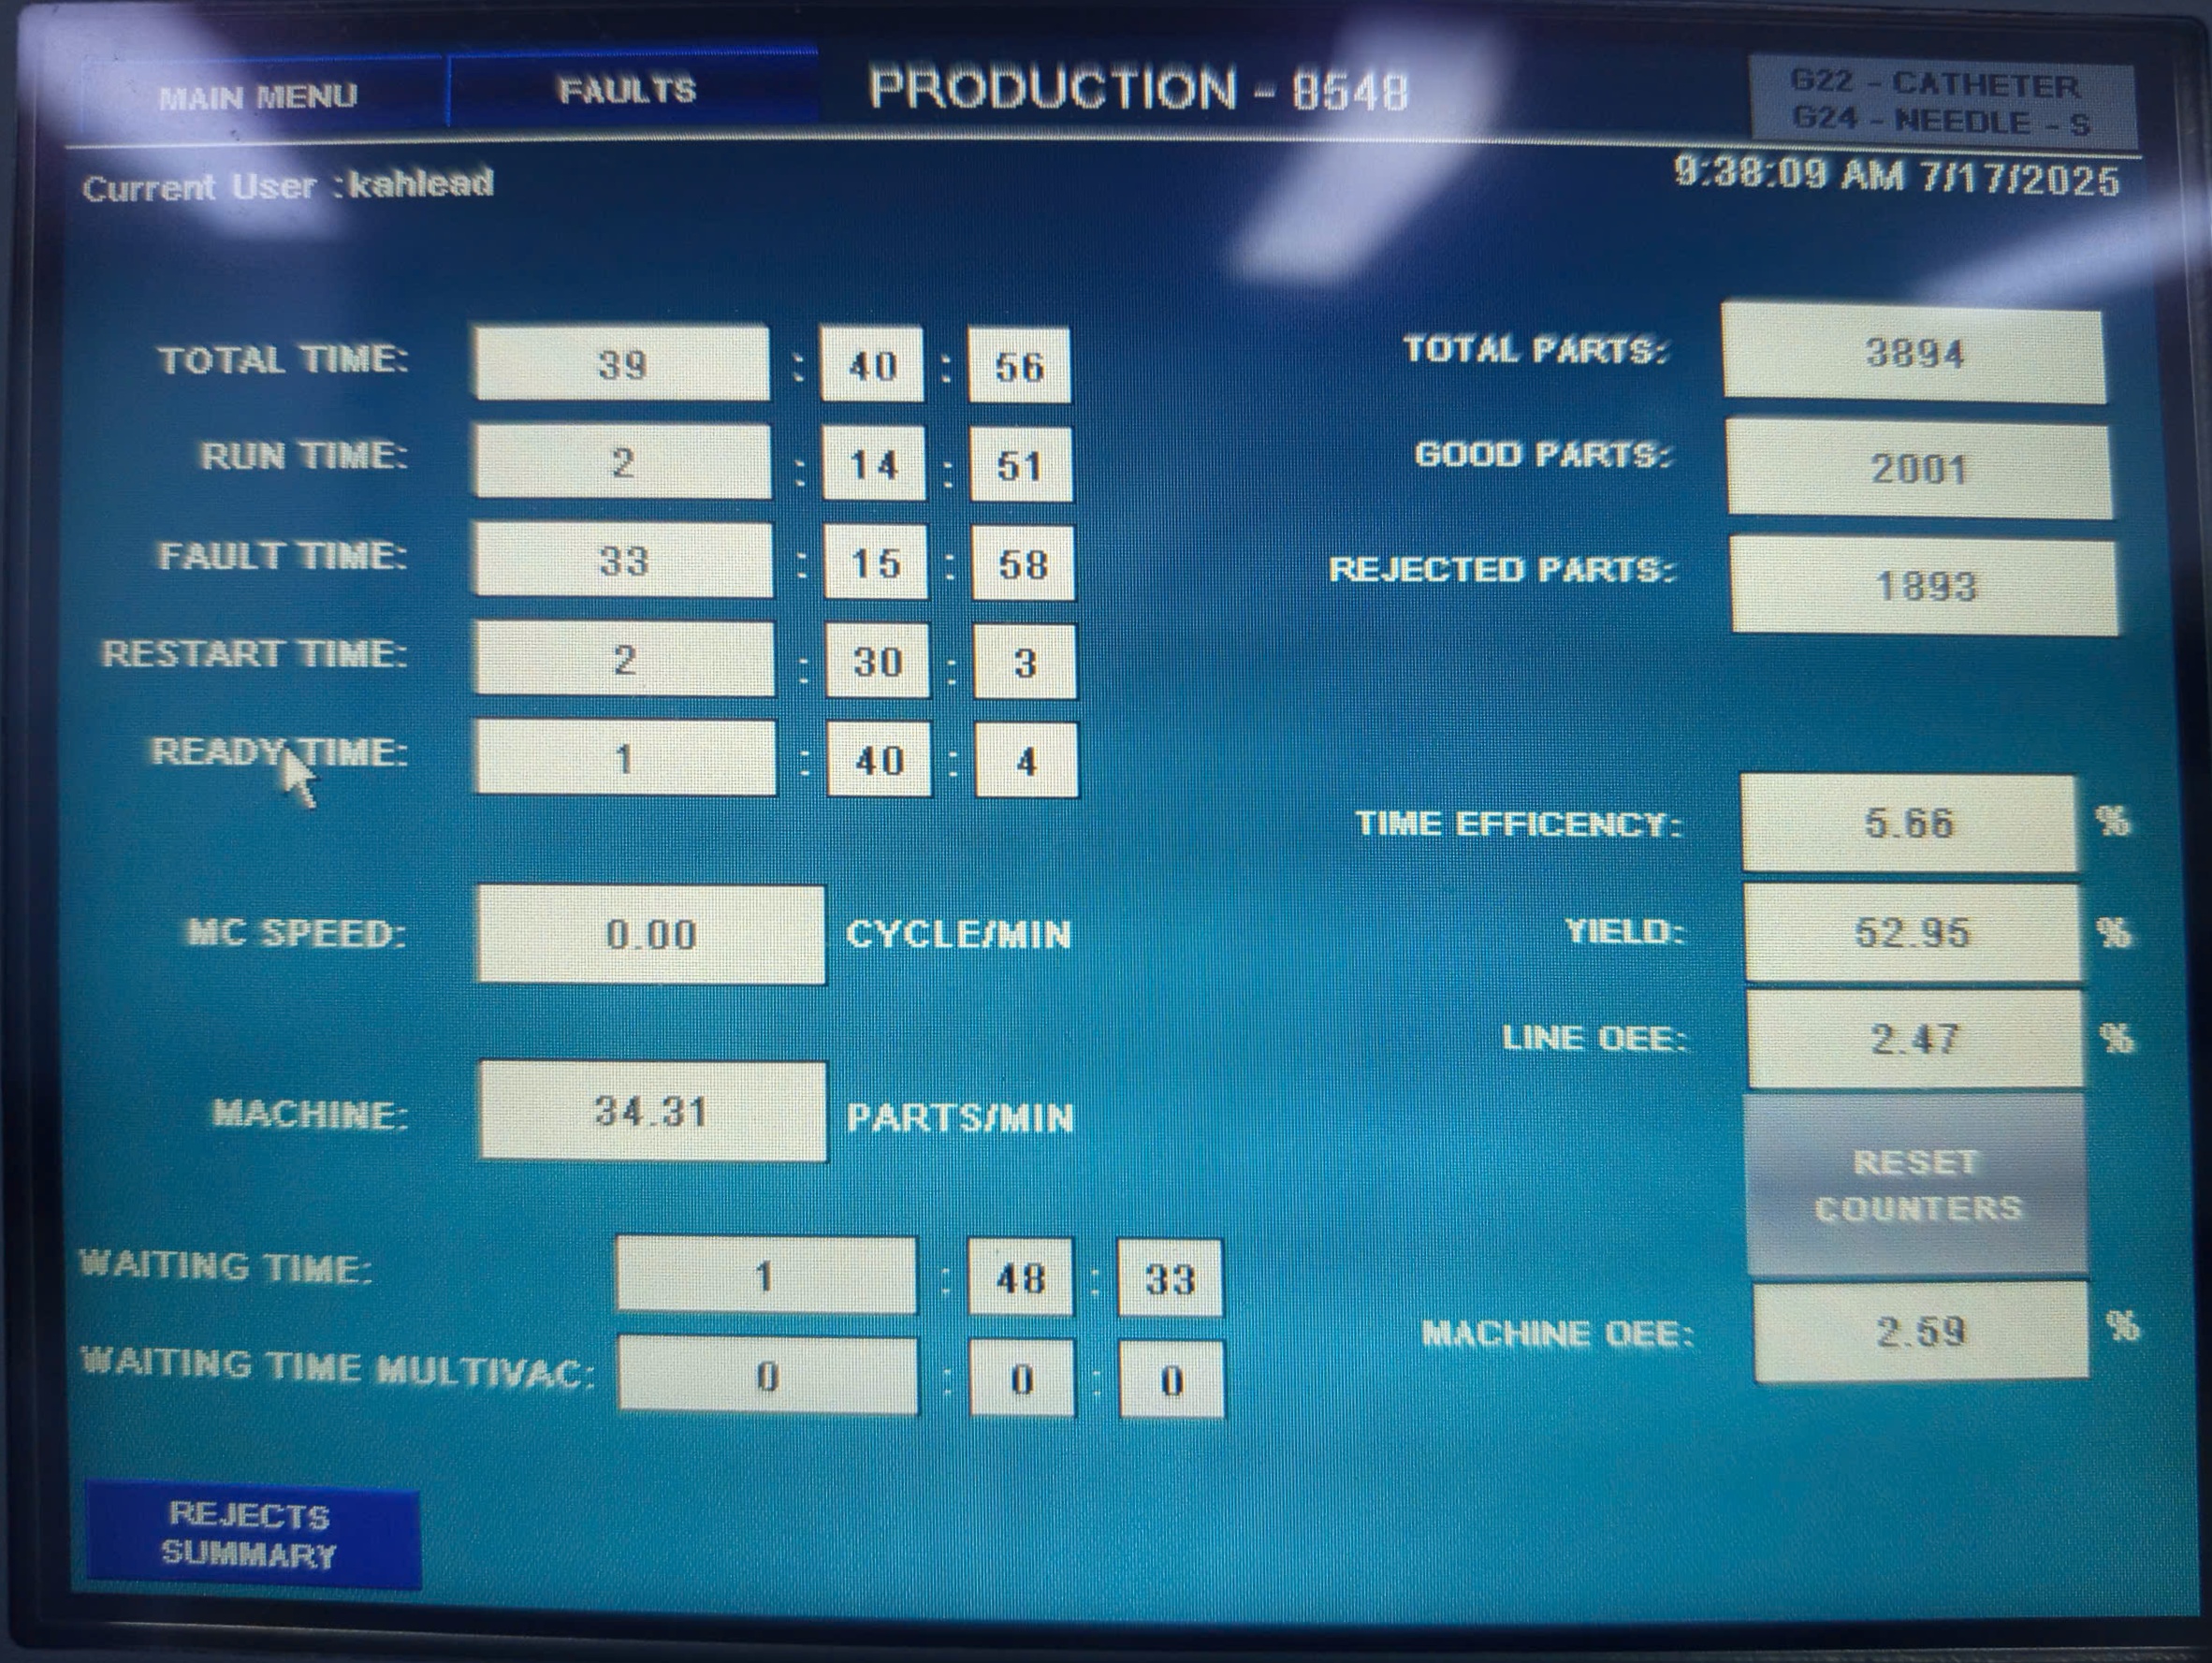 MAIN MENU
FAULTS
PRODUCTION - 8548
G22 - CATHETER
G24 - NEEDLE - S
Current User :kahlead
9:38:09 AM 7/17/2025
TOTAL TIME: 39 : 40 : 56
RUN TIME: 2 : 14 : 51
FAULT TIME: 33 : 15 : 58
RESTART TIME: 2 : 30 : 3
READY TIME: 1 : 40 : 4
MC SPEED: 0.00 CYCLE/MIN
MACHINE: 34.31 PARTS/MIN
WAITING TIME: 1 : 48 : 33
WAITING TIME MULTIVAC: 0 : 0 : 0
REJECTS
SUMMARY
TOTAL PARTS: 3894
GOOD PARTS: 2001
REJECTED PARTS: 1893
TIME EFFICENCY: 5.66 %
YIELD: 52.95 %
LINE OEE: 2.47 %
RESET
COUNTERS
MACHINE OEE: 2.59 %